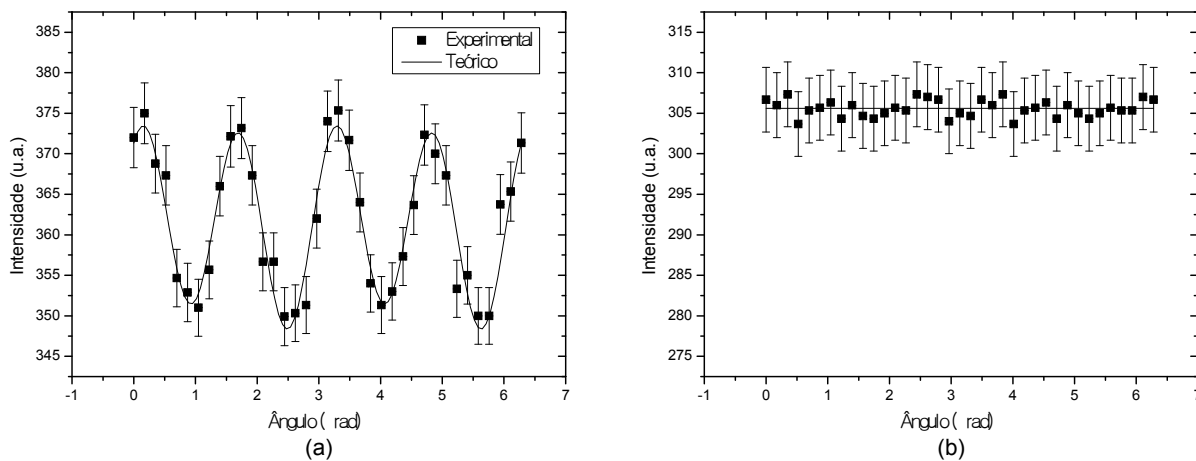 385
380
375
370
365
360
355
350
345
Intensidade (u.a.)
-1 0 1 2 3 4 5 6 7
Ângulo ( rad)
Experimental
Teórico
(a)
315
310
305
300
295
290
285
280
275
Intensidade (u.a.)
-1 0 1 2 3 4 5 6 7
Ângulo ( rad)
(b)